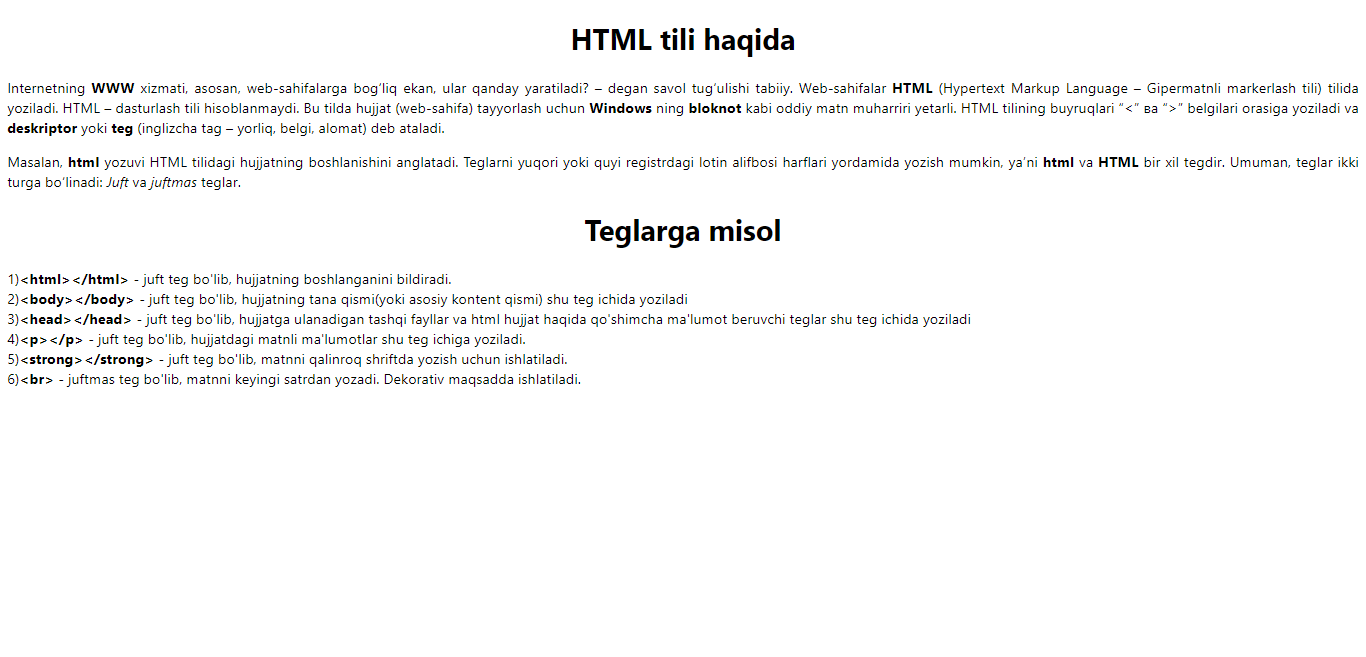 HTML tili haqida
Internetning WWW xizmati, asosan, web-sahifalarga bog‘liq ekan, ular qanday yaratiladi? – degan savol tug‘ulishi tabiiy. Web-sahifalar HTML (Hypertext Markup Language – Gipermatnli markerlash tili) tilida
yoziladi. HTML – dasturlash tili hisoblanmaydi. Bu tilda hujjat (web-sahifa) tayyorlash uchun Windows ning bloknot kabi oddiy matn muharriri yetarli. HTML tilining buyruqlari “<” ва “>” belgilari orasiga yoziladi va
deskriptor yoki teg (inglizcha tag – yorliq, belgi, alomat) deb ataladi.
Masalan, html yozuvi HTML tilidagi hujjatning boshlanishini anglatadi. Teglarni yuqori yoki quyi registrdagi lotin alifbosi harflari yordamida yozish mumkin, ya’ni html va HTML bir xil tegdir. Umuman, teglar ikki
turga bo‘linadi: Juft va juftmas teglar.
Teglarga misol
1)<html></html> - juft teg bo'lib, hujjatning boshlanganini bildiradi.
2)<body></body> - juft teg bo'lib, hujjatning tana qismi(yoki asosiy kontent qismi) shu teg ichida yoziladi
3)<head></head> - juft teg bo'lib, hujjatga ulanadigan tashqi fayllar va html hujjat haqida qo'shimcha ma'lumot beruvchi teglar shu teg ichida yoziladi
4)<p></p> - juft teg bo'lib, hujjatdagi matnli ma'lumotlar shu teg ichiga yoziladi.
5)<strong></strong> - juft teg bo'lib, matnni qalinroq shriftda yozish uchun ishlatiladi.
6)<br> - juftmas teg bo'lib, matnni keyingi satrdan yozadi. Dekorativ maqsadda ishlatiladi.